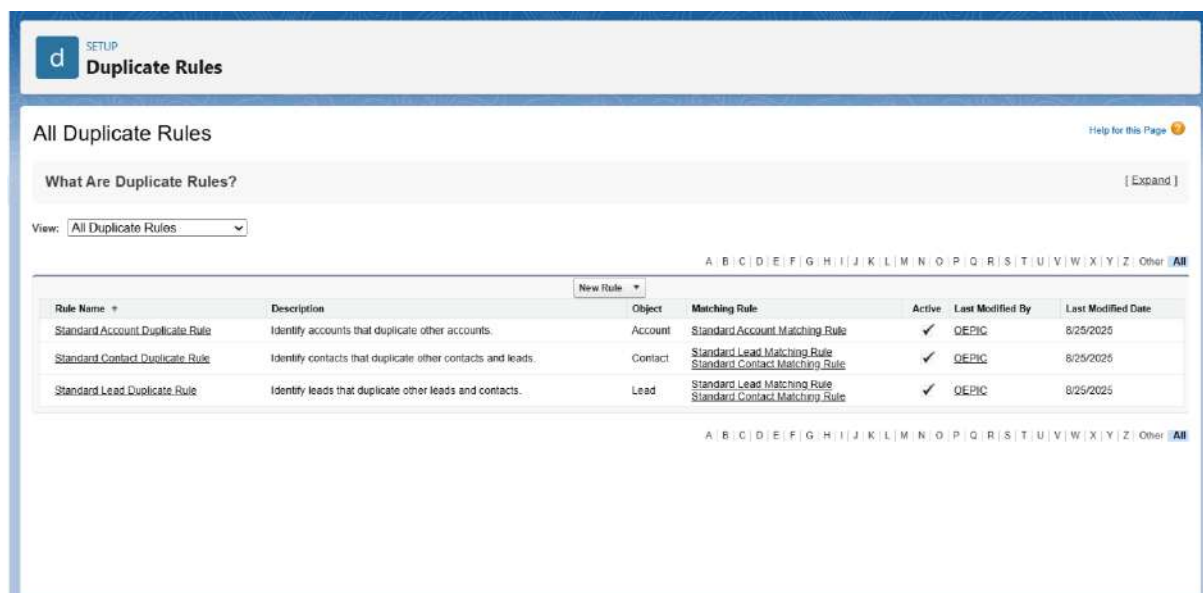 d
SETUP
Duplicate Rules
All Duplicate Rules
Help for this Page ?
What Are Duplicate Rules?
[ Expand ]
View: All Duplicate Rules
A | B | C | D | E | F | G | H | I | J | K | L | M | N | O | P | Q | R | S | T | U | V | W | X | Y | Z | Other All
New Rule
Rule Name Description Object Matching Rule Active Last Modified By Last Modified Date
Standard Account Duplicate Rule Identify accounts that duplicate other accounts. Account Standard Account Matching Rule ✓ OEPIC 8/25/2025
Standard Contact Duplicate Rule Identify contacts that duplicate other contacts and leads. Contact Standard Lead Matching Rule ✓ OEPIC 8/25/2025
Standard Contact Matching Rule
Standard Lead Duplicate Rule Identify leads that duplicate other leads and contacts. Lead Standard Lead Matching Rule ✓ OEPIC 8/25/2025
Standard Contact Matching Rule
A | B | C | D | E | F | G | H | I | J | K | L | M | N | O | P | Q | R | S | T | U | V | W | X | Y | Z | Other All